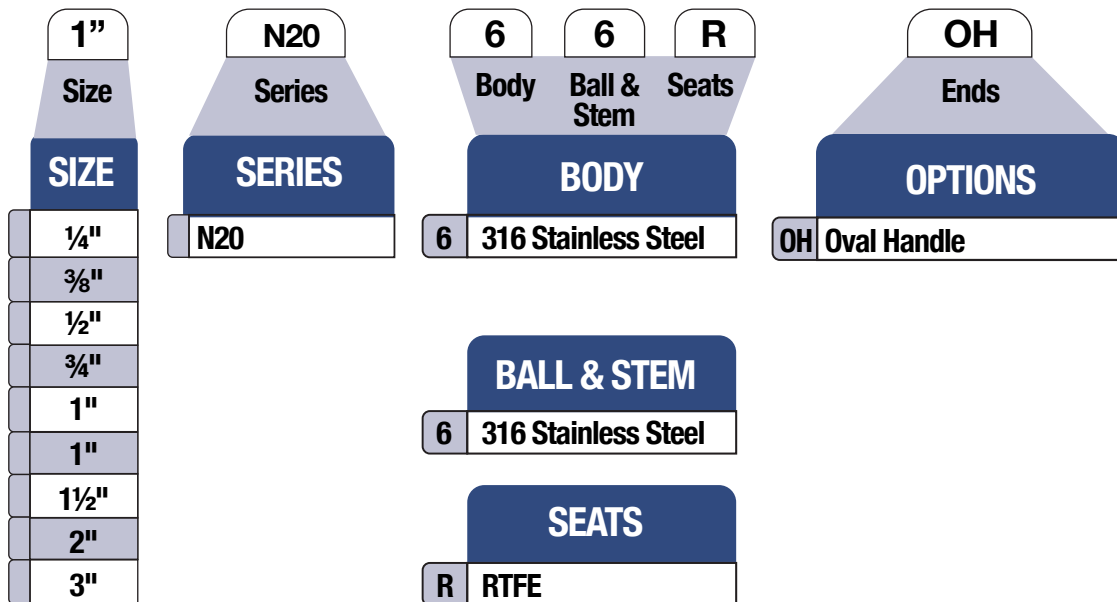 1”
N20
6
6
R
OH
Size
Series
Body
Ball &
Stem
Seats
Ends
SIZE
¼"
⅜"
½"
¾"
1"
1"
1½"
2"
3"
SERIES
N20
BODY
6 316 Stainless Steel
BALL & STEM
6 316 Stainless Steel
SEATS
R RTFE
OPTIONS
OH Oval Handle